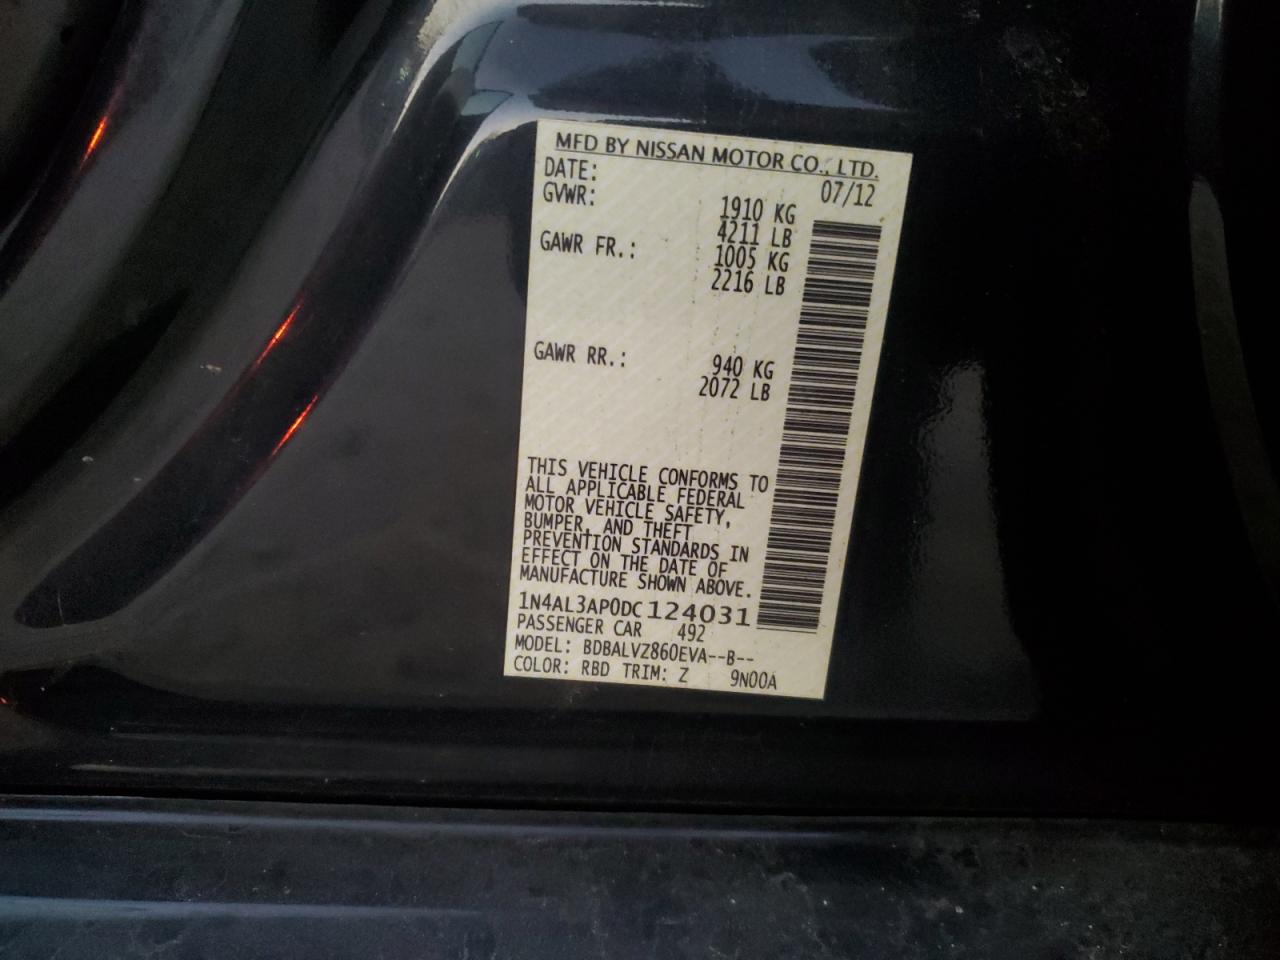 MFD BY NISSAN MOTOR CO., LTD.
DATE: 07/12
GVWR: 1910 KG
4211 LB
GAWR FR.: 1005 KG
2216 LB
GAWR RR.: 940 KG
2072 LB
THIS VEHICLE CONFORMS TO
ALL APPLICABLE FEDERAL
MOTOR VEHICLE SAFETY,
BUMPER, AND THEFT
PREVENTION STANDARDS IN
EFFECT ON THE DATE OF
MANUFACTURE SHOWN ABOVE.
1N4AL3AP0DC124031
PASSENGER CAR 492
MODEL: BDBALVZ860EVA--B--
COLOR: RBD TRIM: Z 9N00A